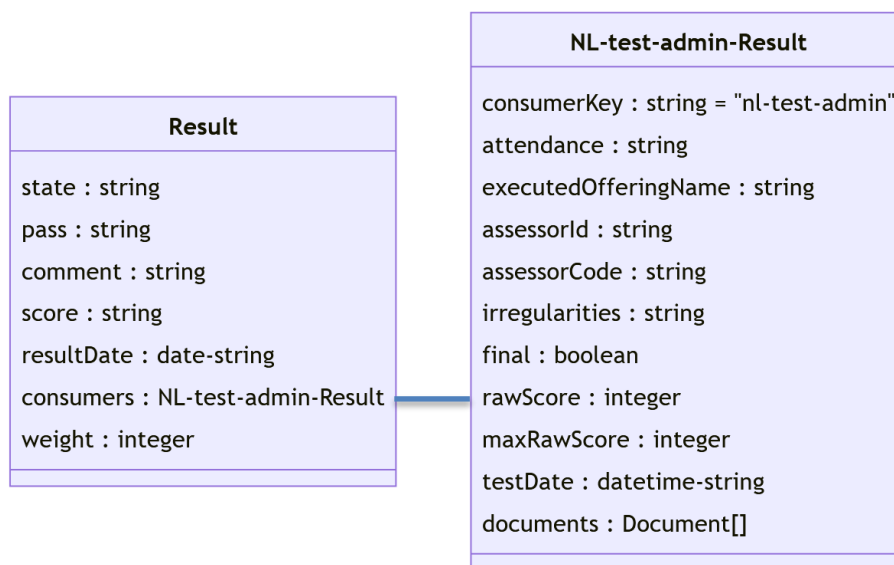 Result
state : string
pass : string
comment : string
score : string
resultDate : date-string
consumers : NL-test-admin-Result
weight : integer
NL-test-admin-Result
consumerKey : string = "nl-test-admin"
attendance : string
executedOfferingName : string
assessorId : string
assessorCode : string
irregularities : string
final : boolean
rawScore : integer
maxRawScore : integer
testDate : datetime-string
documents : Document[]